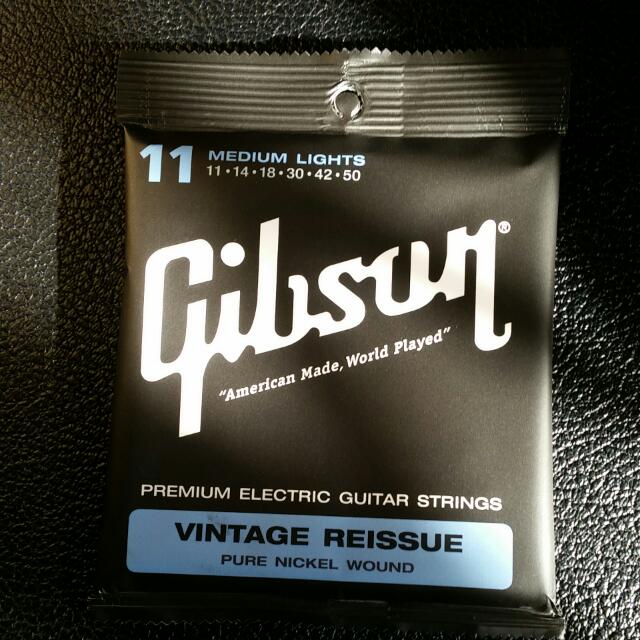 11 MEDIUM LIGHTS
11•14•18•30•42•50
Gibson®
"American Made, World Played"
PREMIUM ELECTRIC GUITAR STRINGS
VINTAGE REISSUE
PURE NICKEL WOUND